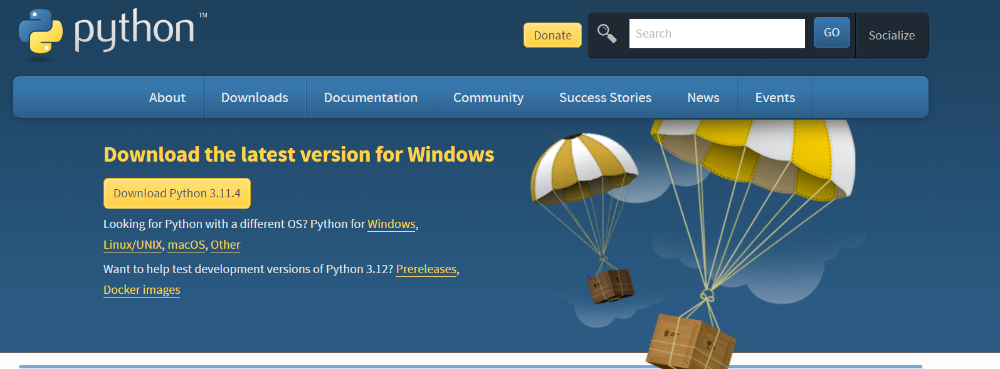 python™
Donate
Search
GO
Socialize
About
Downloads
Documentation
Community
Success Stories
News
Events
Download the latest version for Windows
Download Python 3.11.4
Looking for Python with a different OS? Python for Windows,
Linux/UNIX, macOS, Other
Want to help test development versions of Python 3.12? Prereleases,
Docker images